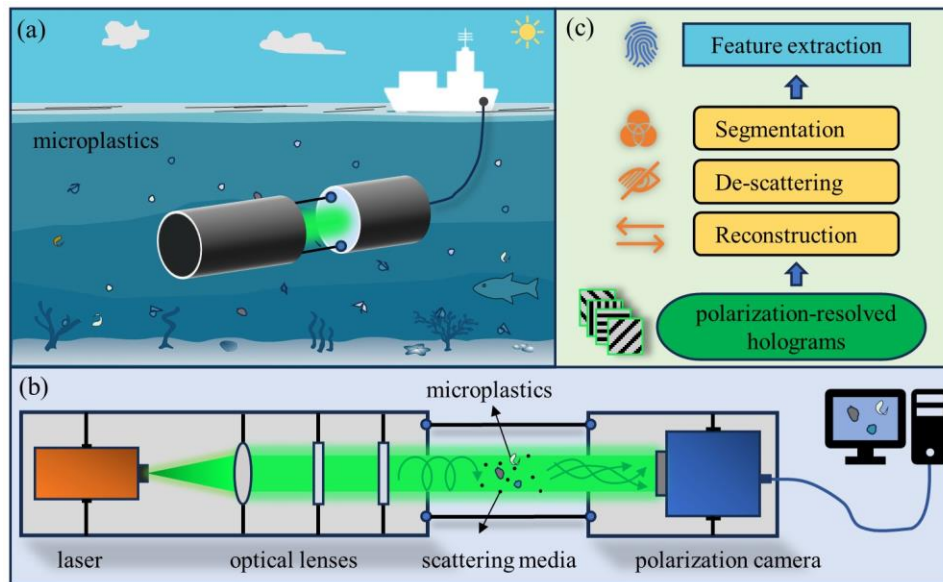 (a)
microplastics
(c)
Feature extraction
Segmentation
De-scattering
Reconstruction
polarization-resolved
holograms
(b)
microplastics
laser
optical lenses
scattering media
polarization camera